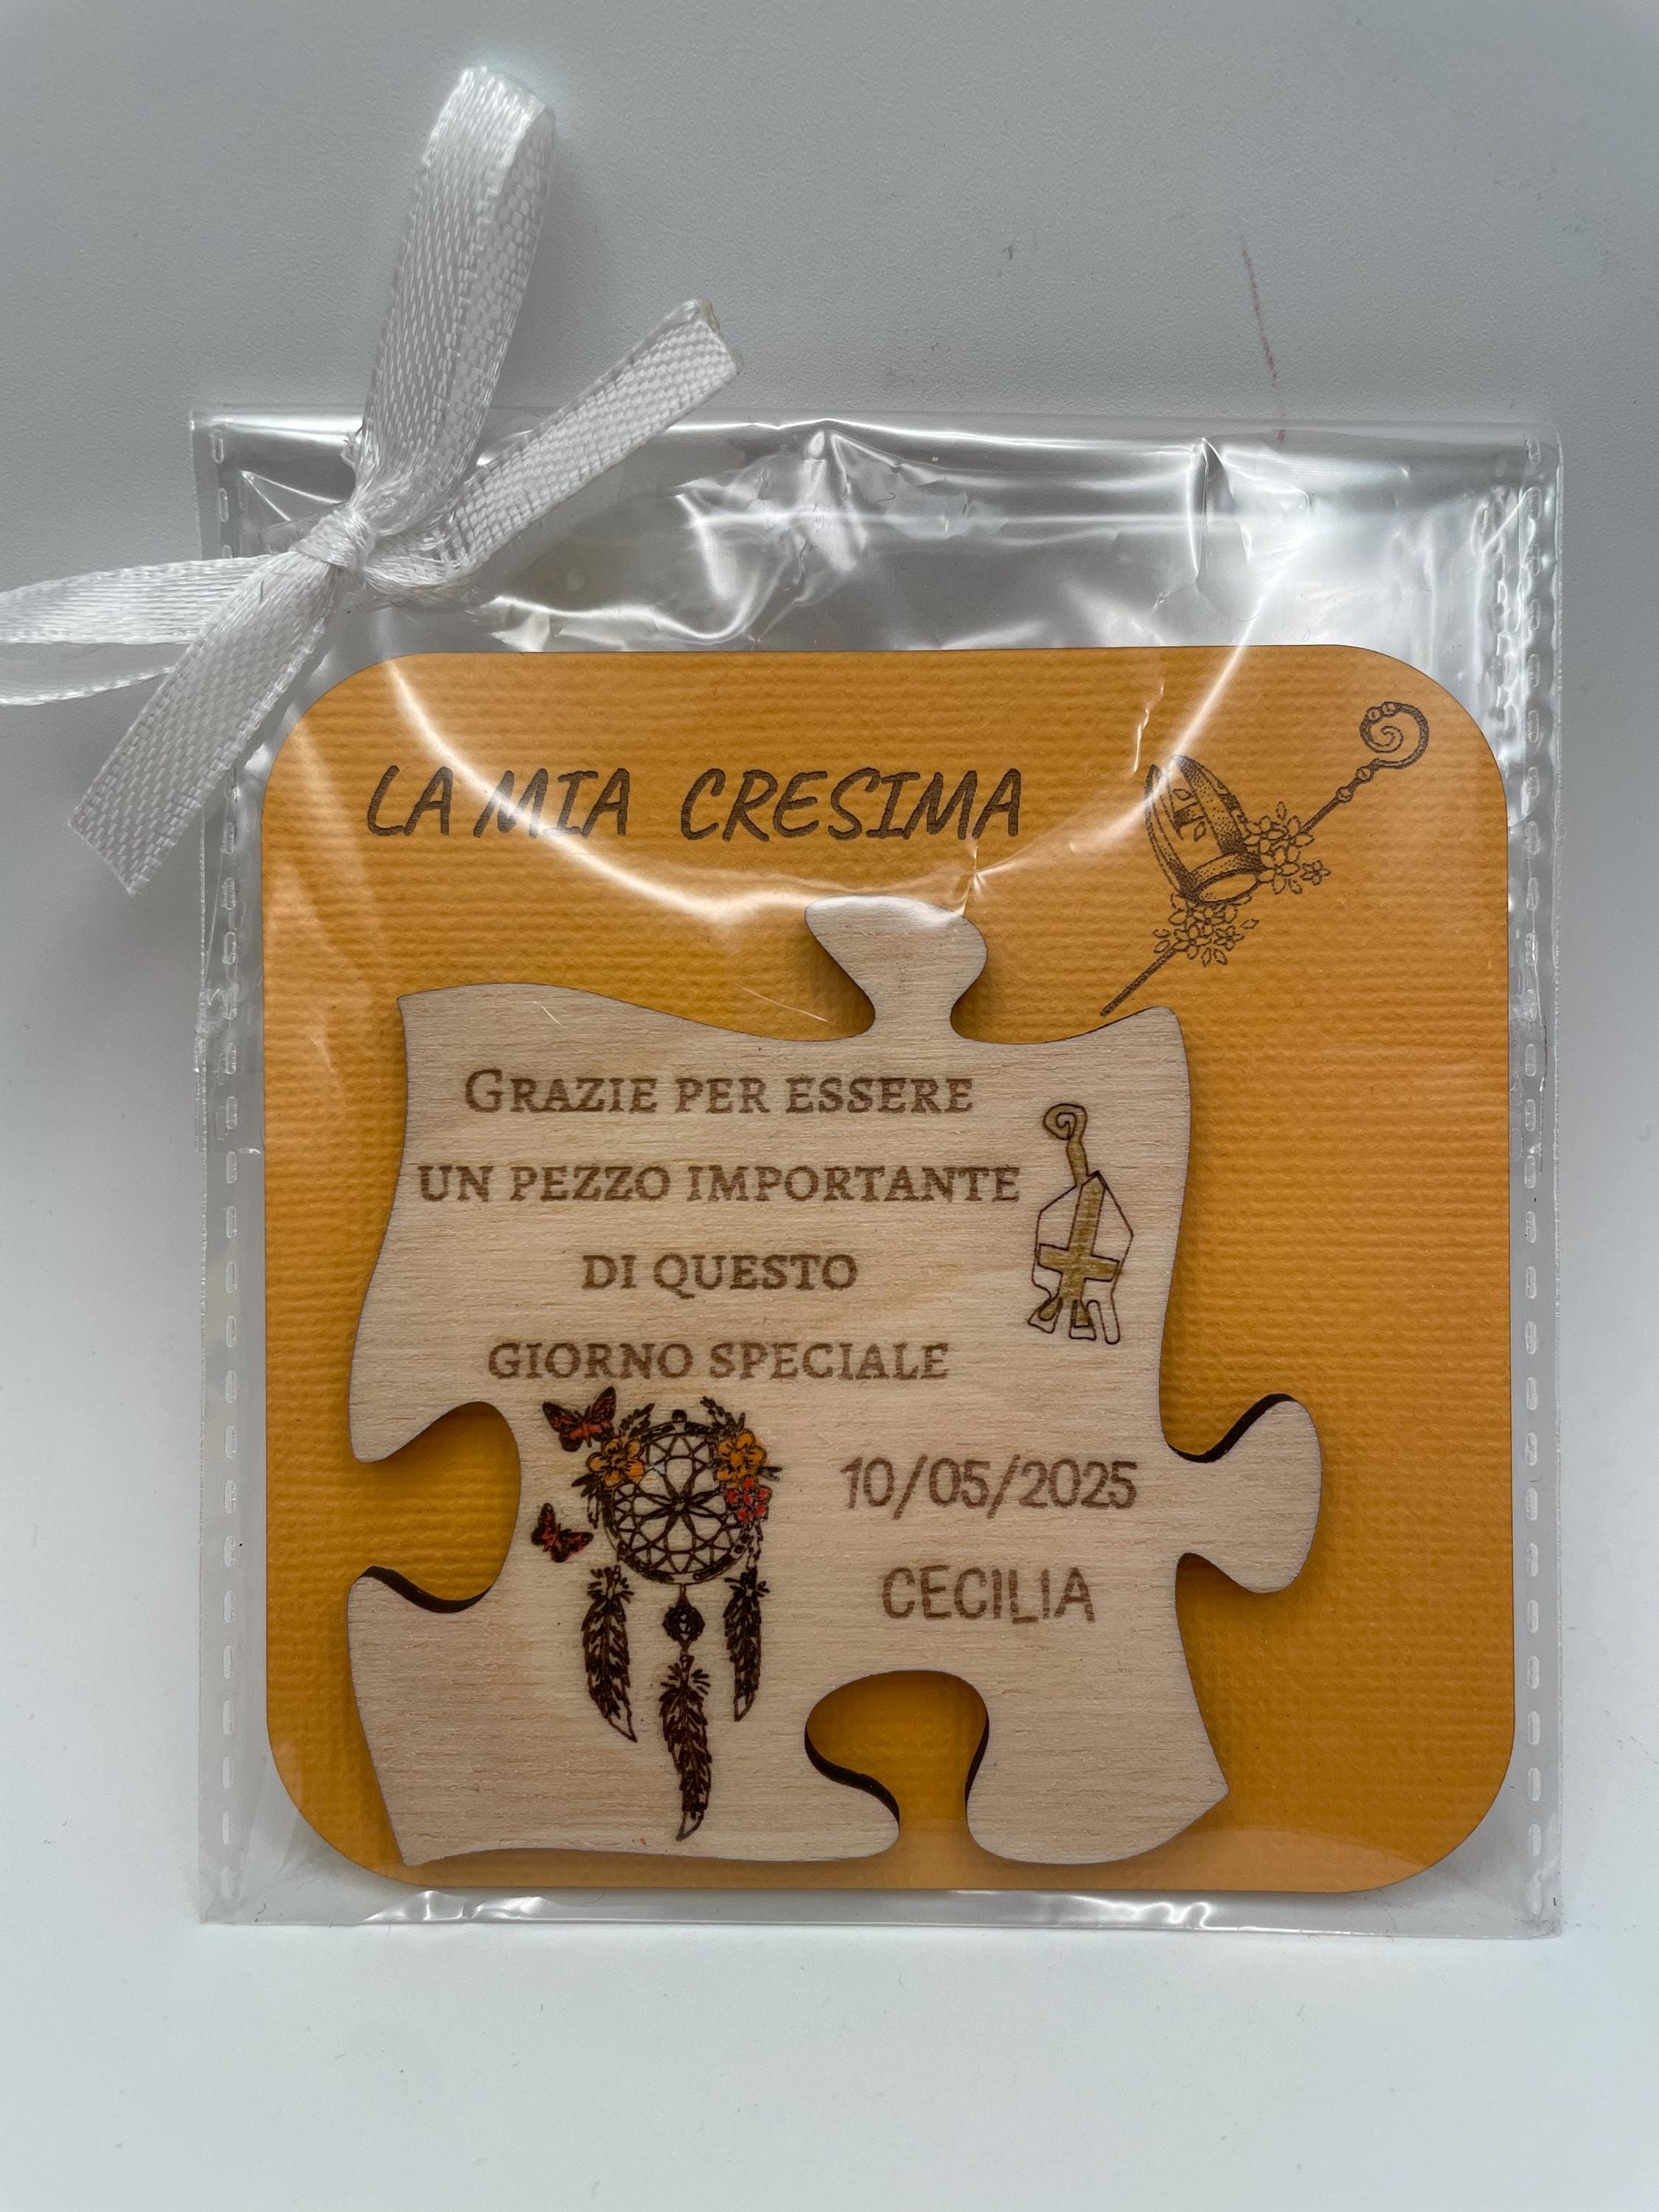 LA MIA CRESIMA
GRAZIE PER ESSERE
UN PEZZO IMPORTANTE
DI QUESTO
GIORNO SPECIALE
10/05/2025
CECILIA